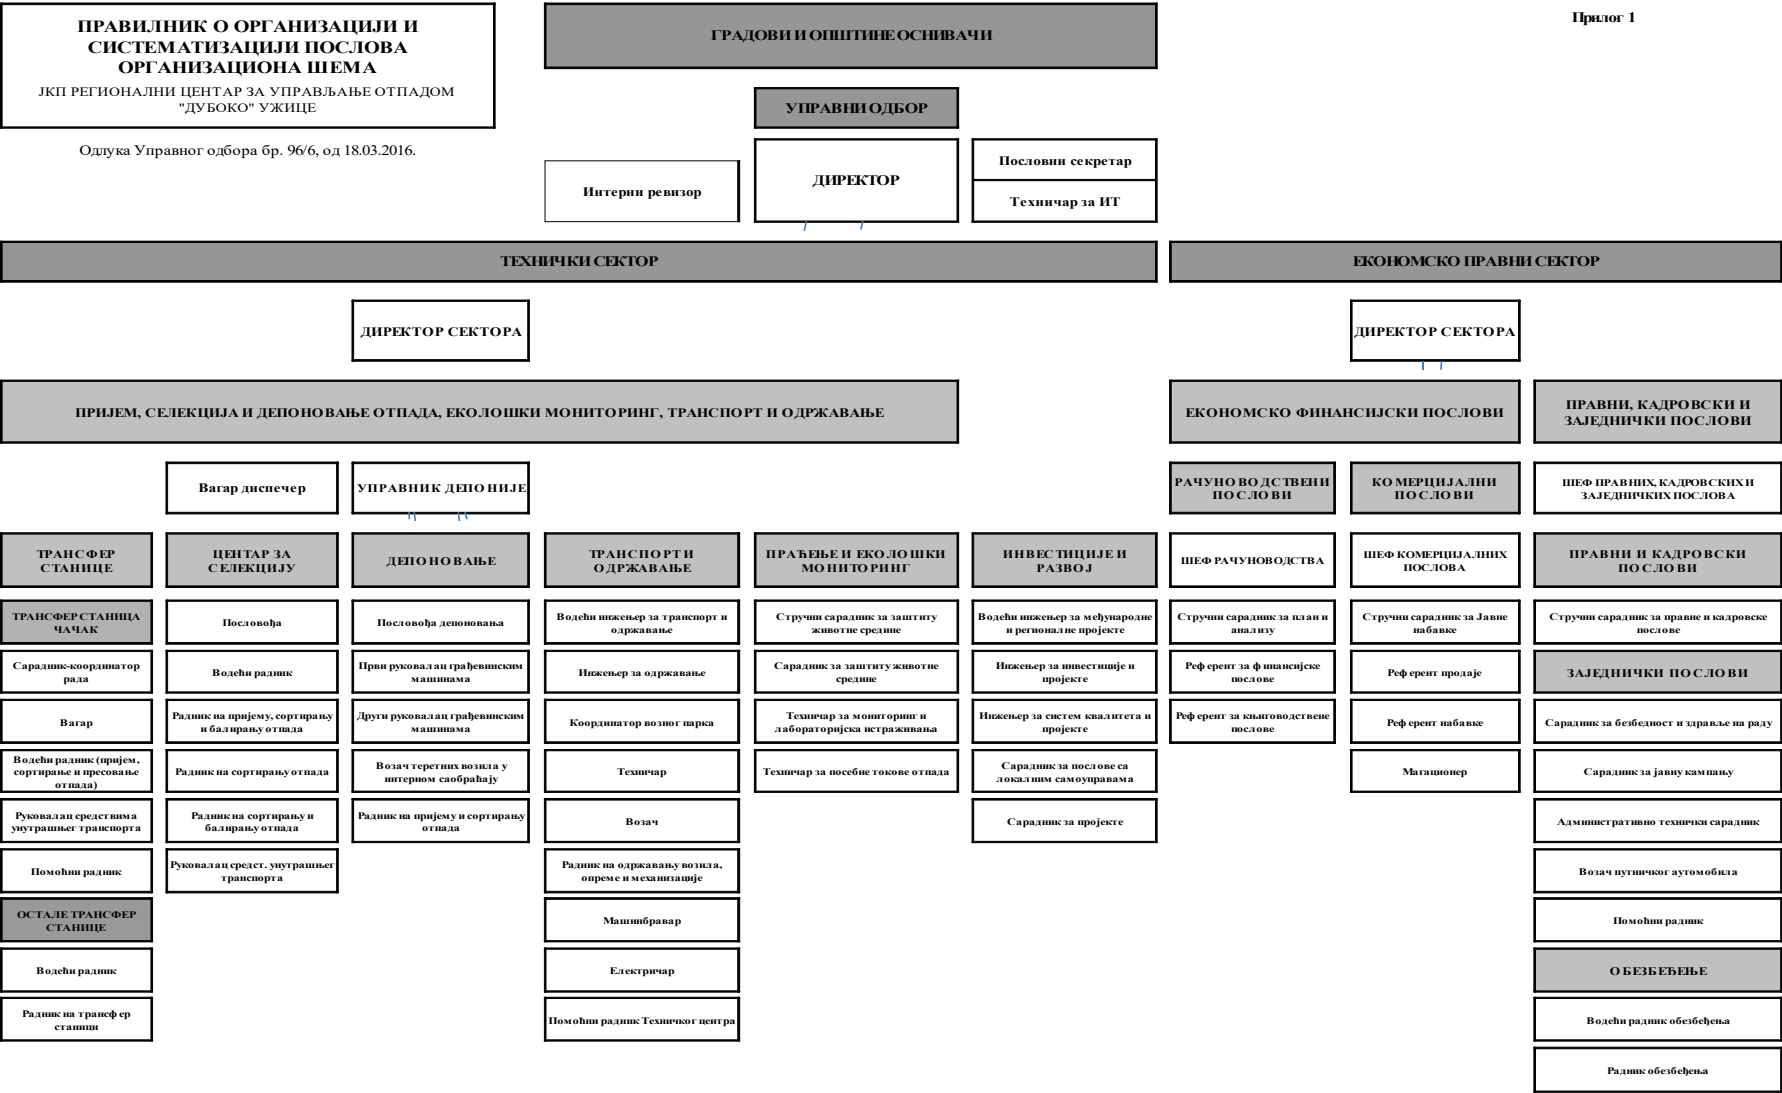 ПРАВИЛНИК О ОРГАНИЗАЦИЈИ И
СИСТЕМАТИЗАЦИЈИ ПОСЛОВА
ОРГАНИЗАЦИОНА ШЕМА
ЈКП РЕГИОНАЛНИ ЦЕНТАР ЗА УПРАВЉАЊЕ ОТПАДОМ
"ДУБОКО" УЖИЦЕ
Одлука Управног одбора бр. 96/6, од 18.03.2016.
Прилог 1
ГРАДОВИ И ОПШТИНЕ ОСНИВАЧИ
УПРАВНИ ОДБОР
Интерни ревизор
ДИРЕКТОР
Пословни секретар
Техничар за ИТ
ТЕХНИЧКИ СЕКТОР
ЕКОНОМСКО ПРАВНИ СЕКТОР
ДИРЕКТОР СЕКТОРА
ДИРЕКТОР СЕКТОРА
ПРИЈЕМ, СЕЛЕКЦИЈА И ДЕПОНОВАЊЕ ОТПАДА, ЕКОЛОШКИ МОНИТОРИНГ, ТРАНСПОРТ И ОДРЖАВАЊЕ
ЕКОНОМСКО ФИНАНСИЈСКИ ПОСЛОВИ
ПРАВНИ, КАДРОВСКИ И
ЗАЈЕДНИЧКИ ПОСЛОВИ
Вагар диспечер
УПРАВНИК ДЕПОНИЈЕ
РАЧУНОВОДСТВЕНИ
ПОСЛОВИ
КОМЕРЦИЈАЛНИ
ПОСЛОВИ
ШЕФ ПРАВНИХ, КАДРОВСКИХ И
ЗАЈЕДНИЧКИХ ПОСЛОВА
ТРАНСФЕР
СТАНИЦЕ
ТРАНСФЕР СТАНИЦА
ЧАЧАК
Сарадник-координатор
рада
Вагар
Водећи радник (пријем,
сортирање и пресовање
отпада)
Руковалац средствима
унутрашњег транспорта
Помоћни радник
ОСТАЛЕ ТРАНСФЕР
СТАНИЦЕ
Водећи радник
Радник на трансфер
станици
ЦЕНТАР ЗА
СЕЛЕКЦИЈУ
Пословођа
Водећи радник
Радник на пријему, сортирању
и балирању отпада
Радник на сортирању отпада
Радник на сортирању и
балирању отпада
Руковалац средст. унутрашњег
транспорта
ДЕПОНОВАЊЕ
Пословођа депоновања
Први руковалац грађевинским
машинама
Други руковалац грађевинским
машинама
Возач теретних возила у
интерном саобраћају
Радник на пријему и сортирању
отпада
ТРАНСПОРТ И
ОДРЖАВАЊЕ
Водећи инжењер за транспорт и
одржавање
Инжењер за одржавање
Координатор возног парка
Техничар
Возач
Радник на одржавању возила,
опреме и механизације
Машинбравар
Електричар
Помоћни радник Техничког центра
ПРАЋЕЊЕ И ЕКОЛОШКИ
МОНИТОРИНГ
Стручни сарадник за заштиту
животне средине
Сарадник за заштиту животне
средине
Техничар за мониторинг и
лабораторијска истраживања
Техничар за посебне токове отпада
ИНВЕСТИЦИЈЕ И
РАЗВОЈ
Водећи инжењер за међународне
и регионалне пројекте
Инжењер за инвестиције и
пројекте
Инжењер за систем квалитета и
пројекте
Сарадник за послове са
локалним самоуправама
Сарадник за пројекте
ШЕФ РАЧУНОВОДСТВА
Стручни сарадник за план и
анализу
Референт за финансијске
послове
Референт за књиговодствене
послове
ШЕФ КОМЕРЦИЈАЛНИХ
ПОСЛОВА
Стручни сарадник за Јавне
набавке
Референт продаје
Референт набавке
Магационер
ПРАВНИ И КАДРОВСКИ
ПОСЛОВИ
Стручни сарадник за правне и кадровске
послове
ЗАЈЕДНИЧКИ ПОСЛОВИ
Сарадник за безбедност и здравље на раду
Сарадник за јавну кампању
Административно технички сарадник
Возач путничког аутомобила
Помоћни радник
ОБЕЗБЕЂЕЊЕ
Водећи радник обезбеђења
Радник обезбеђења